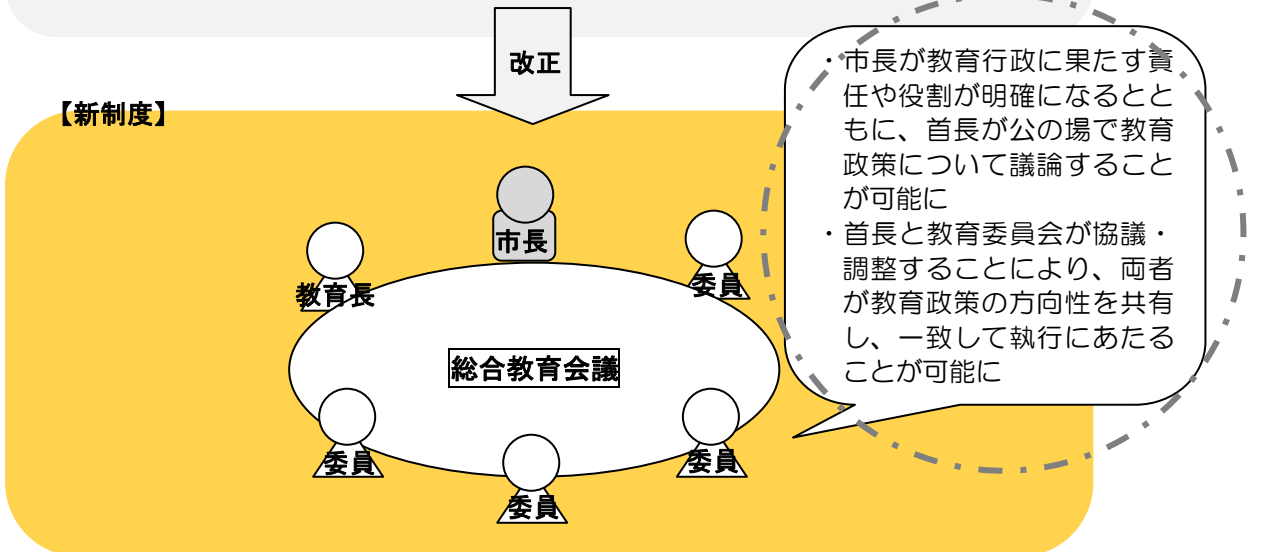 改正
【新制度】
・市長が教育行政に果たす責
任や役割が明確になるとと
もに、首長が公の場で教育
政策について議論すること
が可能に
・首長と教育委員会が協議・
調整することにより、両者
が教育政策の方向性を共有
し、一致して執行にあたる
ことが可能に
市長
教育長
委員
総合教育会議
委員
委員
委員